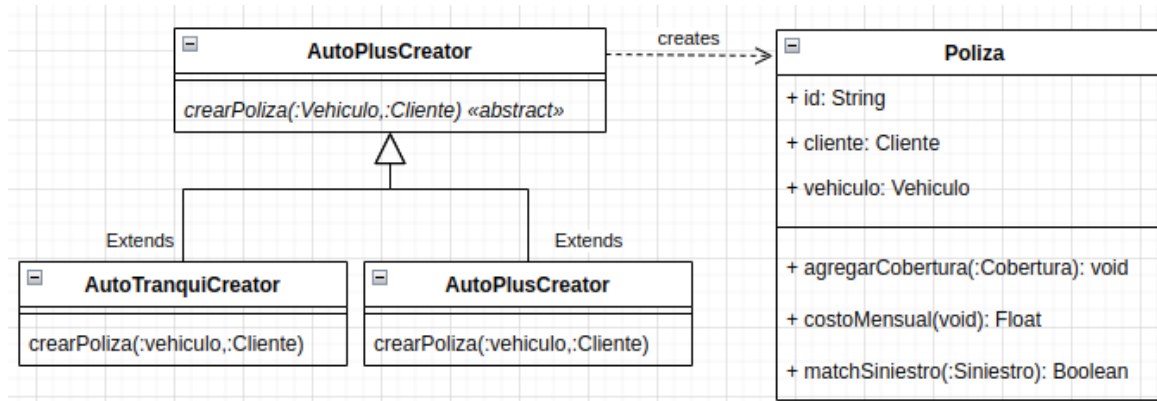 AutoPlusCreator
crearPoliza(:Vehiculo,:Cliente) «abstract»
creates
Poliza
+ id: String
+ cliente: Cliente
+ vehiculo: Vehiculo
+ agregarCobertura(:Cobertura): void
+ costoMensual(void): Float
+ matchSiniestro(:Siniestro): Boolean
Extends
Extends
AutoTranquiCreator
crearPoliza(:vehiculo,:Cliente)
AutoPlusCreator
crearPoliza(:vehiculo,:Cliente)